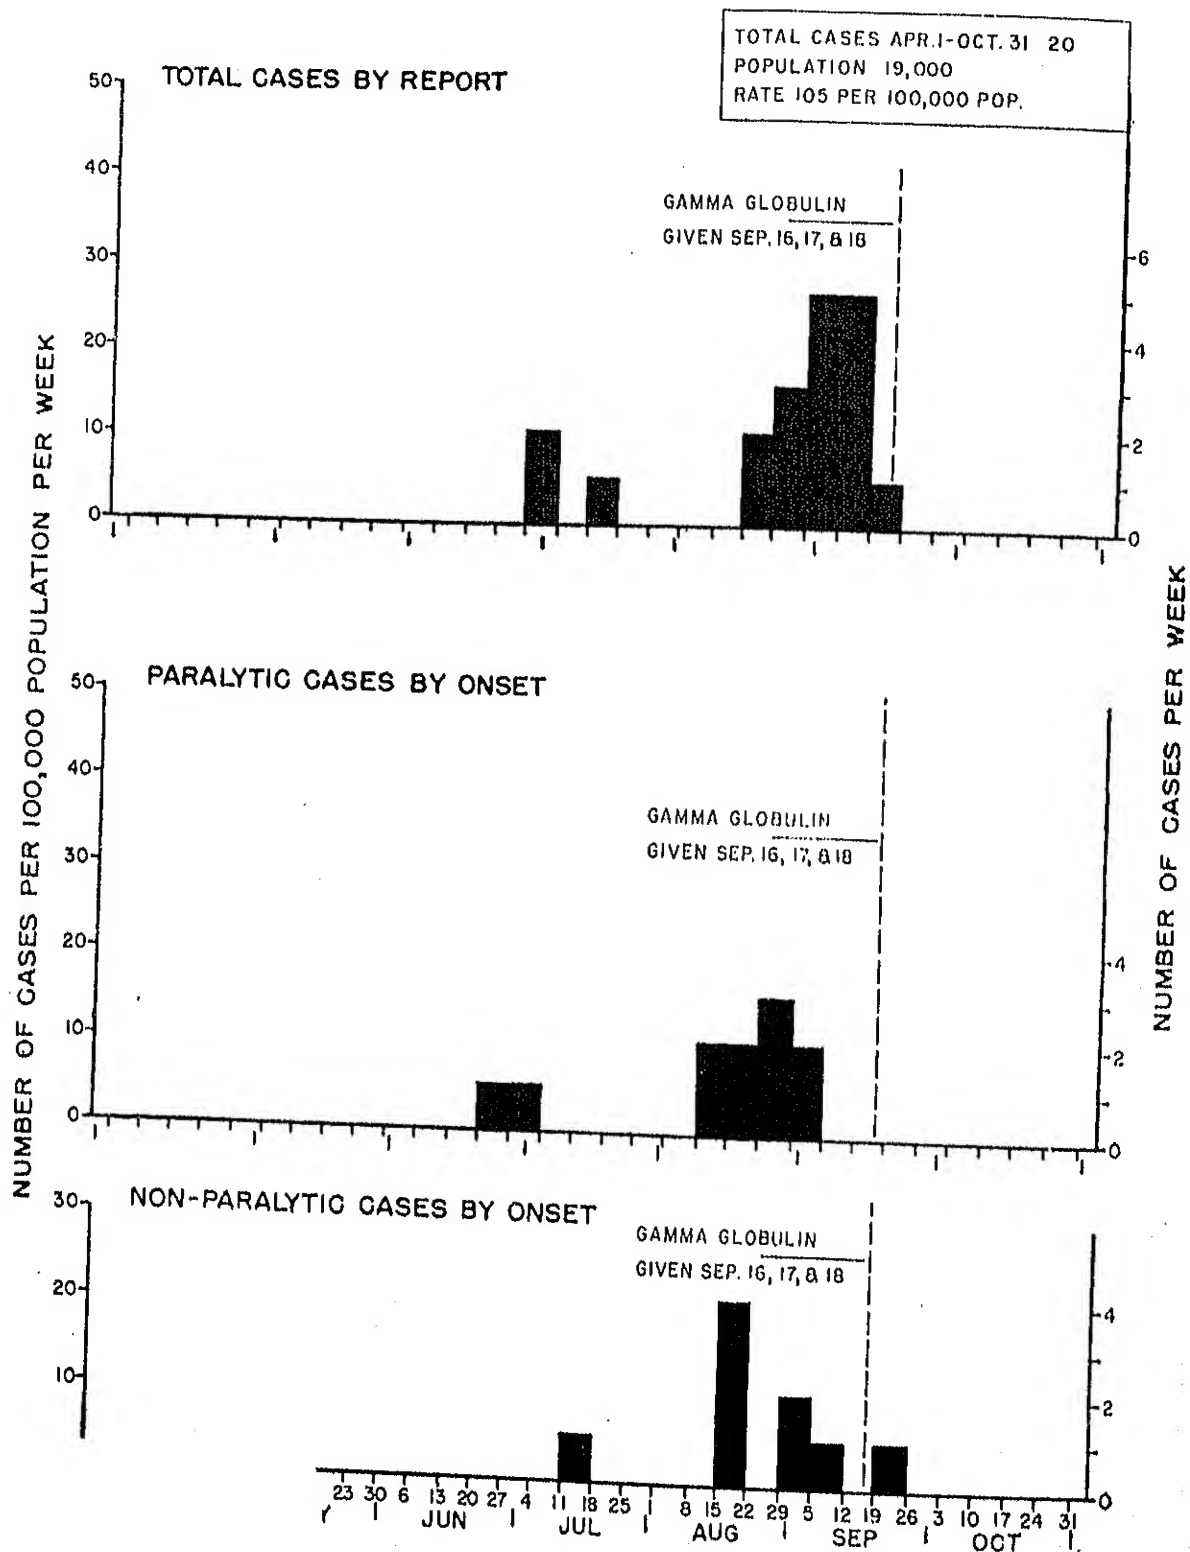 TOTAL CASES APR.1-OCT. 31 20
POPULATION 19,000
RATE 105 PER 100,000 POP.
TOTAL CASES BY REPORT
50
40
30
20
10
0
GAMMA GLOBULIN
GIVEN SEP. 16, 17, & 18
6
4
2
0
NUMBER OF CASES PER 100,000 POPULATION PER WEEK
NUMBER OF CASES PER WEEK
PARALYTIC CASES BY ONSET
50
40
30
20
10
0
GAMMA GLOBULIN
GIVEN SEP. 16, 17, & 18
4
2
0
NON-PARALYTIC CASES BY ONSET
30
20
10
GAMMA GLOBULIN
GIVEN SEP. 16, 17, & 18
4
2
0
23 30 6 13 20 27 4 11 18 25 1 8 15 22 29 5 12 19 26 3 10 17 24 31
JUN JUL AUG SEP OCT